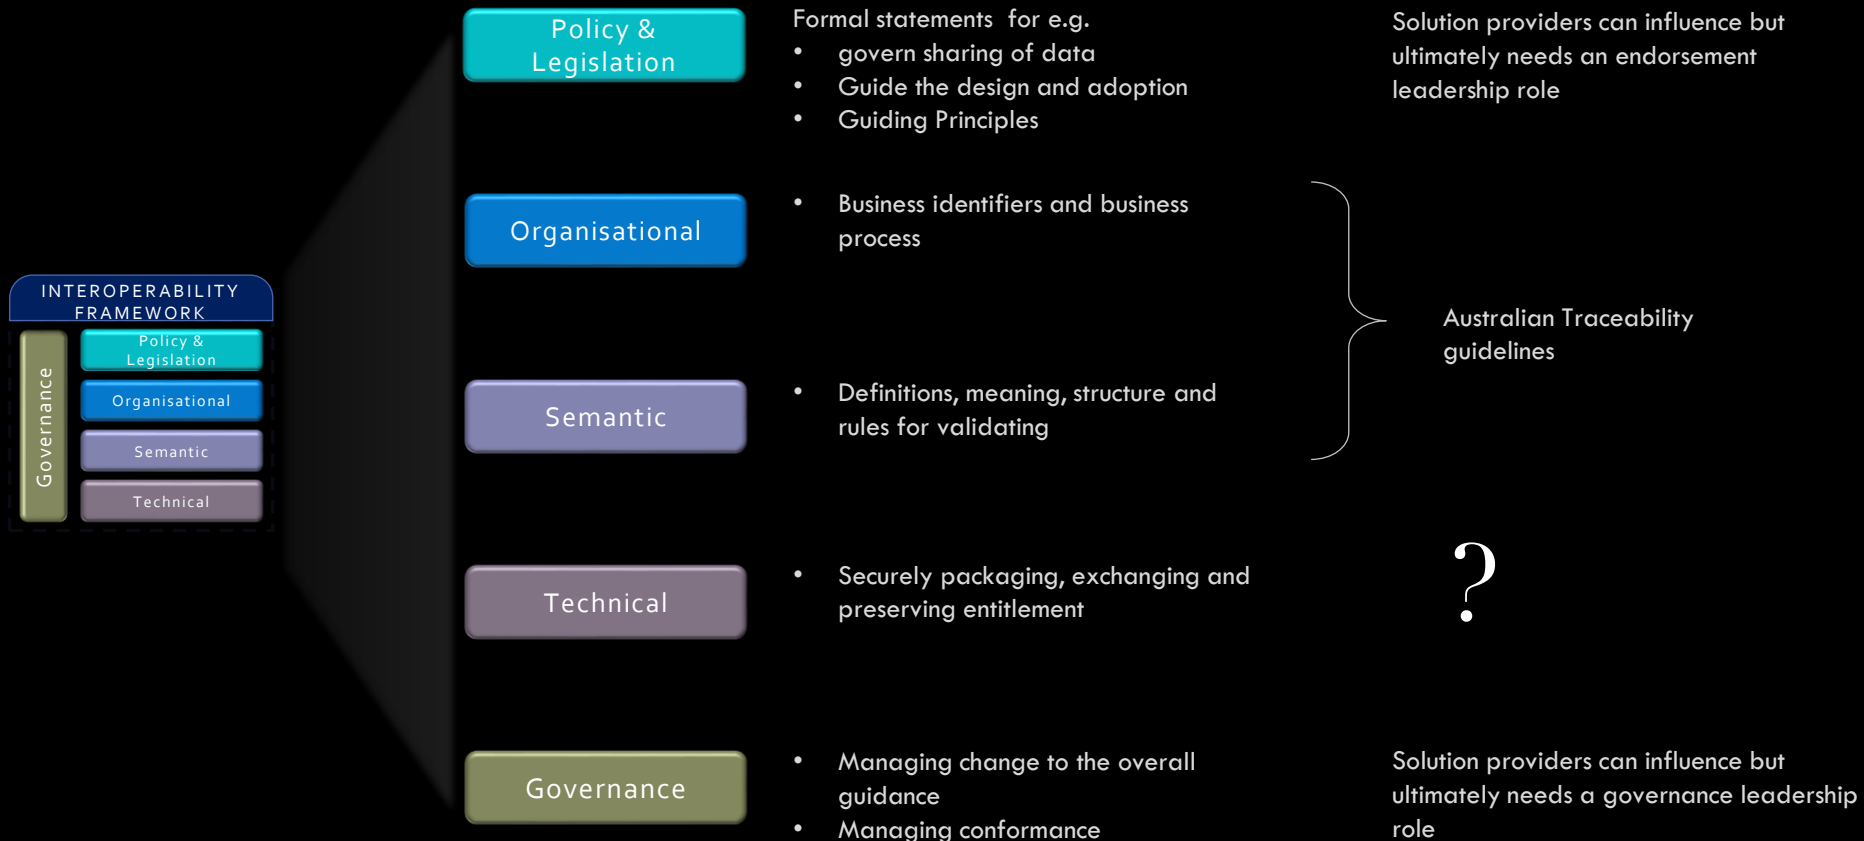 INTEROPERABILITY
FRAMEWORK
Governance
Policy &
Legislation
Organisational
Semantic
Technical
Policy &
Legislation
Formal statements for e.g.
• govern sharing of data
• Guide the design and adoption
• Guiding Principles
Solution providers can influence but
ultimately needs an endorsement
leadership role
Organisational
• Business identifiers and business
process
Semantic
• Definitions, meaning, structure and
rules for validating
Australian Traceability
guidelines
Technical
• Securely packaging, exchanging and
preserving entitlement
?
Governance
• Managing change to the overall
guidance
• Managing conformance
Solution providers can influence but
ultimately needs a governance leadership
role